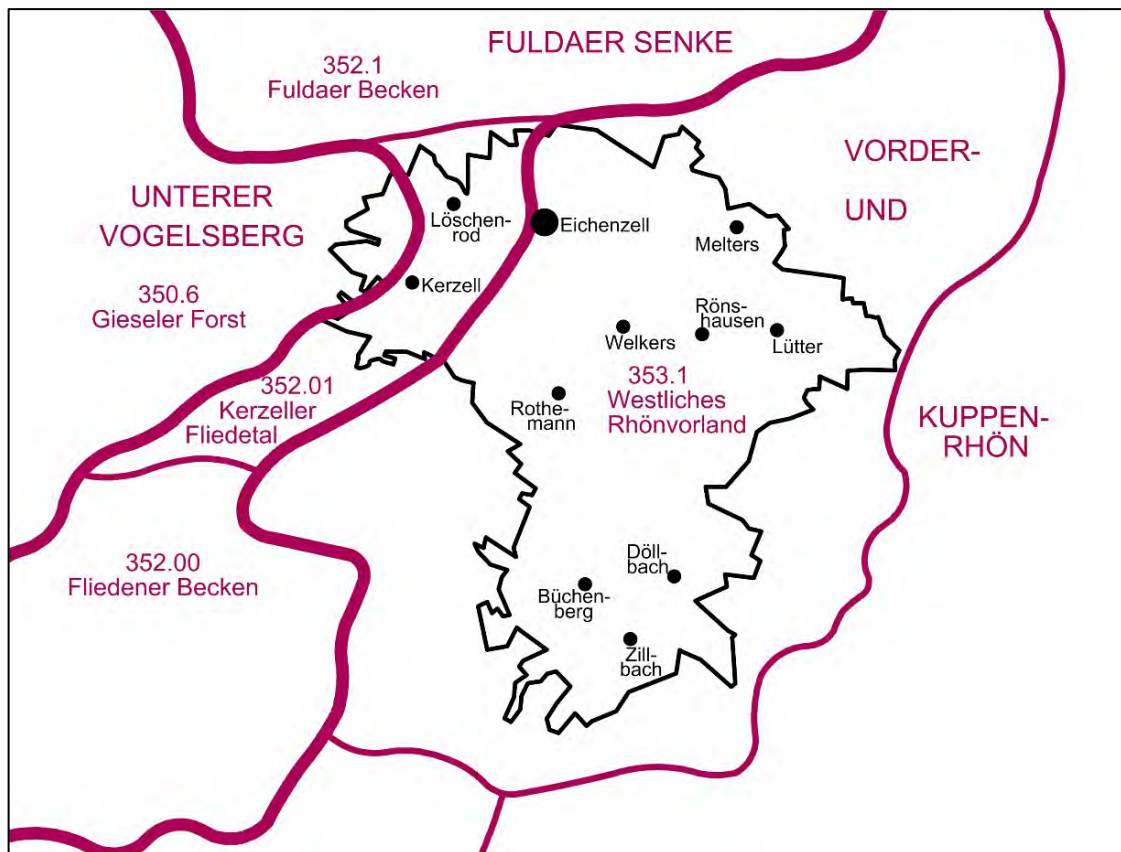 FULDAER SENKE
352.1
Fuldaer Becken
VORDER-
UND
KUPPEN-
RHÖN
UNTERER
VOGELSBERG
350.6
Gieseler Forst
Löschen-
rod
Eichenzell
Melters
Kerzell
Röns-
hausen
Welkers
Lütter
352.01
Kerzeller
Fliedetal
353.1
Westliches
Rhönvorland
Rothe-
mann
352.00
Fliedener Becken
Döll-
bach
Büchen-
berg
Zill-
bach